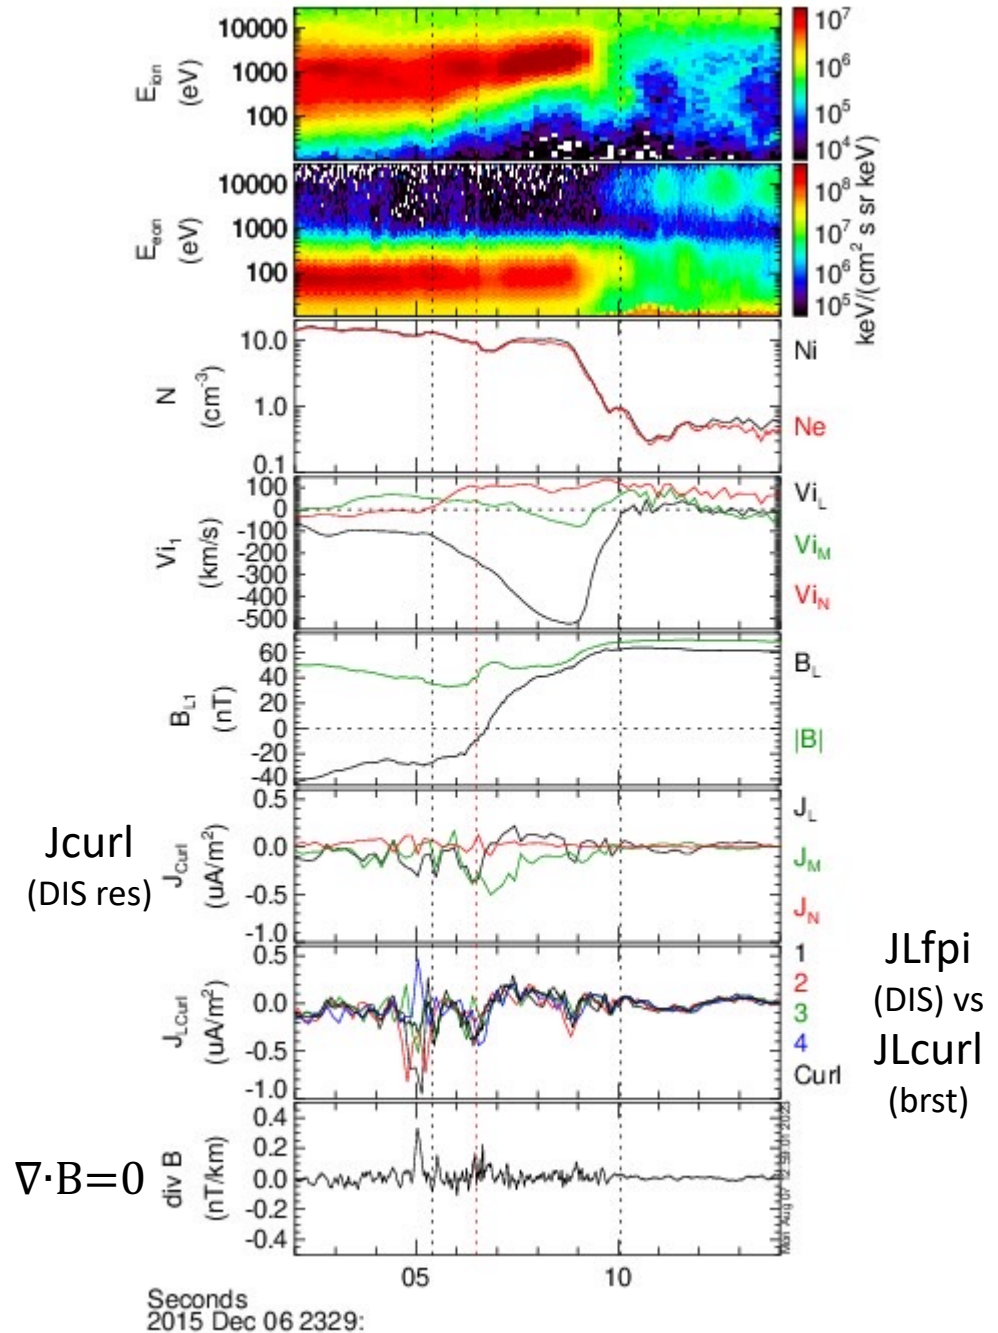 10000
1000
100
E_ion
(eV)
10^7
10^6
10^5
10^4
10000
1000
100
E_eon
(eV)
10^8
10^7
10^6
10^5
keV/(cm^2 s sr keV)
10.0
1.0
0.1
N
(cm^-3)
Ni
Ne
100
0
-100
-200
-300
-400
-500
Vi_1
(km/s)
Vi_L
Vi_M
Vi_N
60
40
20
0
-20
-40
B_L1
(nT)
B_L
|B|
Jcurl
(DIS res)
0.5
0.0
-0.5
-1.0
J_Curl
(uA/m^2)
J_L
J_M
J_N
0.5
0.0
-0.5
-1.0
J_LCurl
(uA/m^2)
1
2
3
4
Curl
JLfpi
(DIS) vs
JLcurl
(brst)
∇·B=0
0.4
0.2
0.0
-0.2
-0.4
div B
(nT/km)
05
10
Seconds
2015 Dec 06 2329: